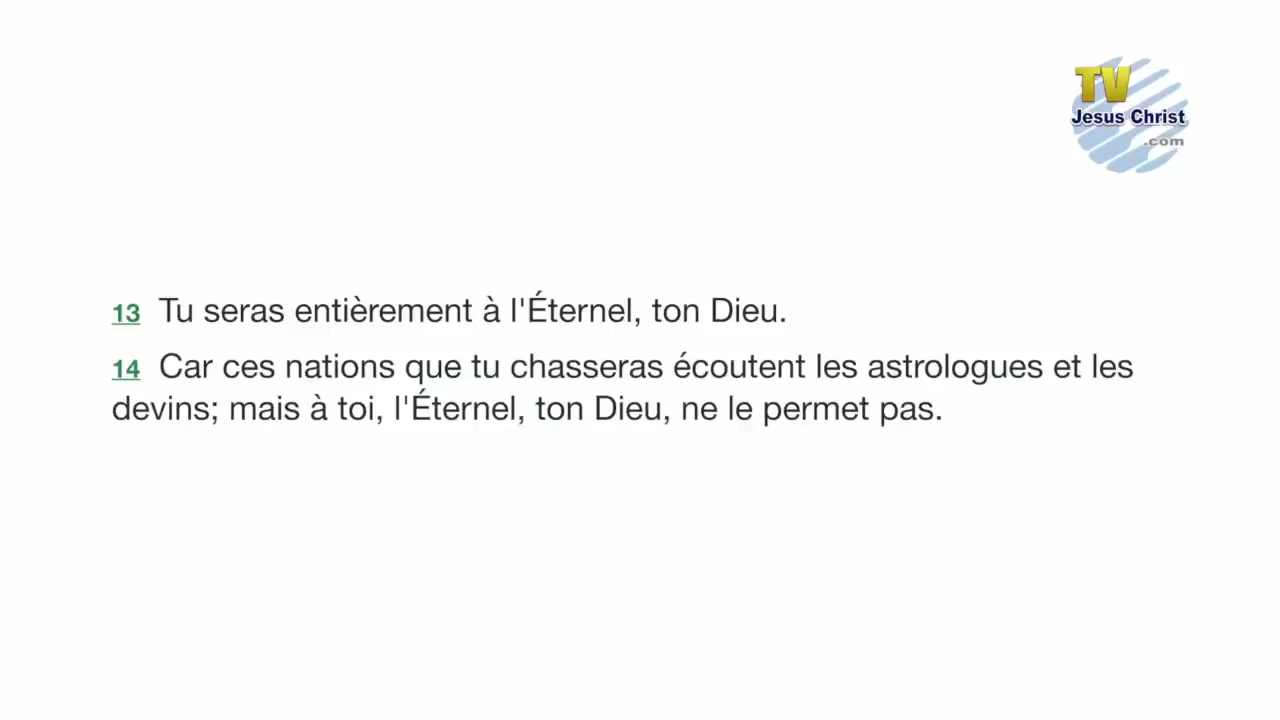 TV
Jesus Christ
.com
13 Tu seras entièrement à l'Éternel, ton Dieu.
14 Car ces nations que tu chasseras écoutent les astrologues et les
devins; mais à toi, l'Éternel, ton Dieu, ne le permet pas.